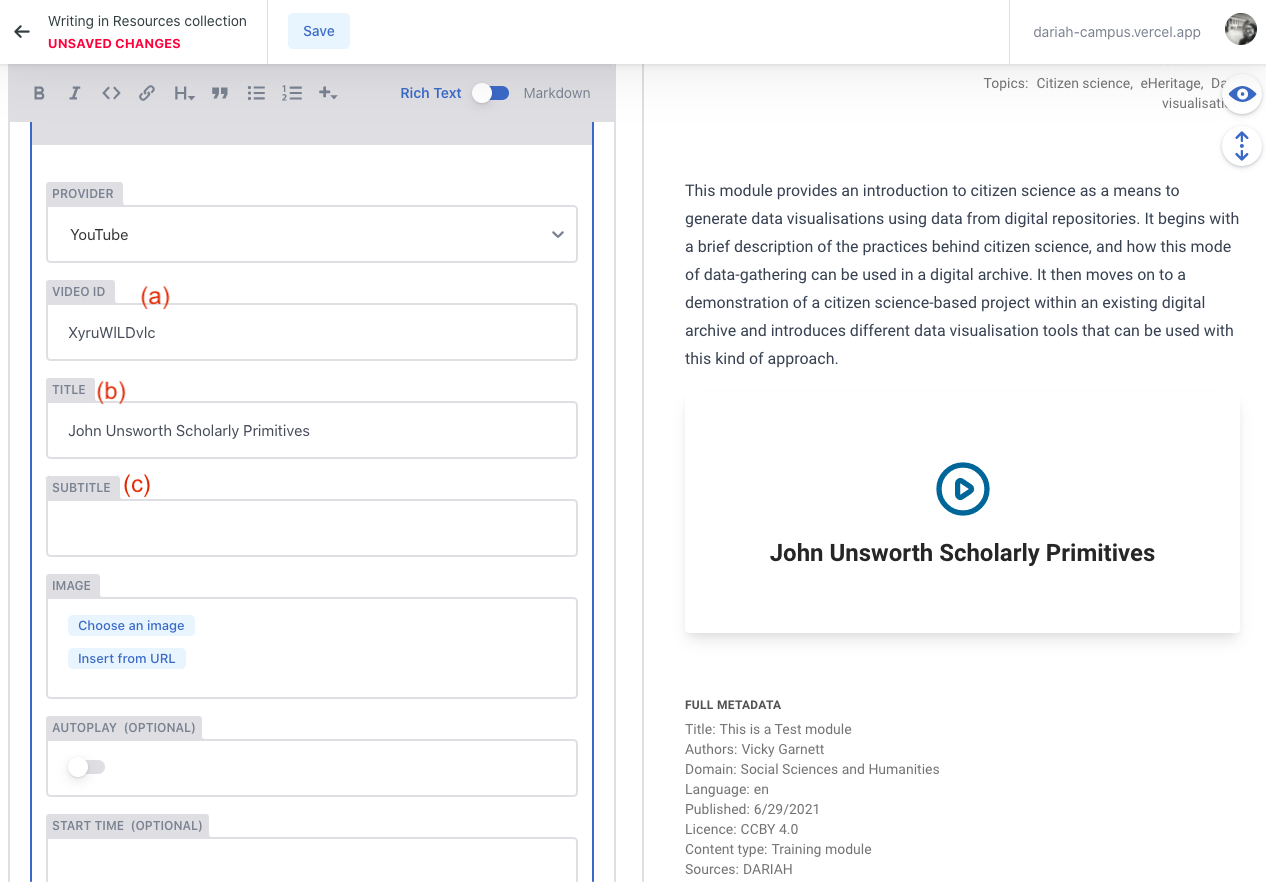 Writing in Resources collection
UNSAVED CHANGES
Save
dariah-campus.vercel.app
B I <> H
Rich Text
Markdown
PROVIDER
YouTube
VIDEO ID (a)
XyruWlLDvlc
TITLE (b)
John Unsworth Scholarly Primitives
SUBTITLE (c)
IMAGE
Choose an image
Insert from URL
AUTOPLAY (OPTIONAL)
START TIME (OPTIONAL)
Topics: Citizen science, eHeritage,
This module provides an introduction to citizen science as a means to
generate data visualisations using data from digital repositories. It begins with
a brief description of the practices behind citizen science, and how this mode
of data-gathering can be used in a digital archive. It then moves on to a
demonstration of a citizen science-based project within an existing digital
archive and introduces different data visualisation tools that can be used with
this kind of approach.
John Unsworth Scholarly Primitives
FULL METADATA
Title: This is a Test module
Authors: Vicky Garnett
Domain: Social Sciences and Humanities
Language: en
Published: 6/29/2021
Licence: CCBY 4.0
Content type: Training module
Sources: DARIAH